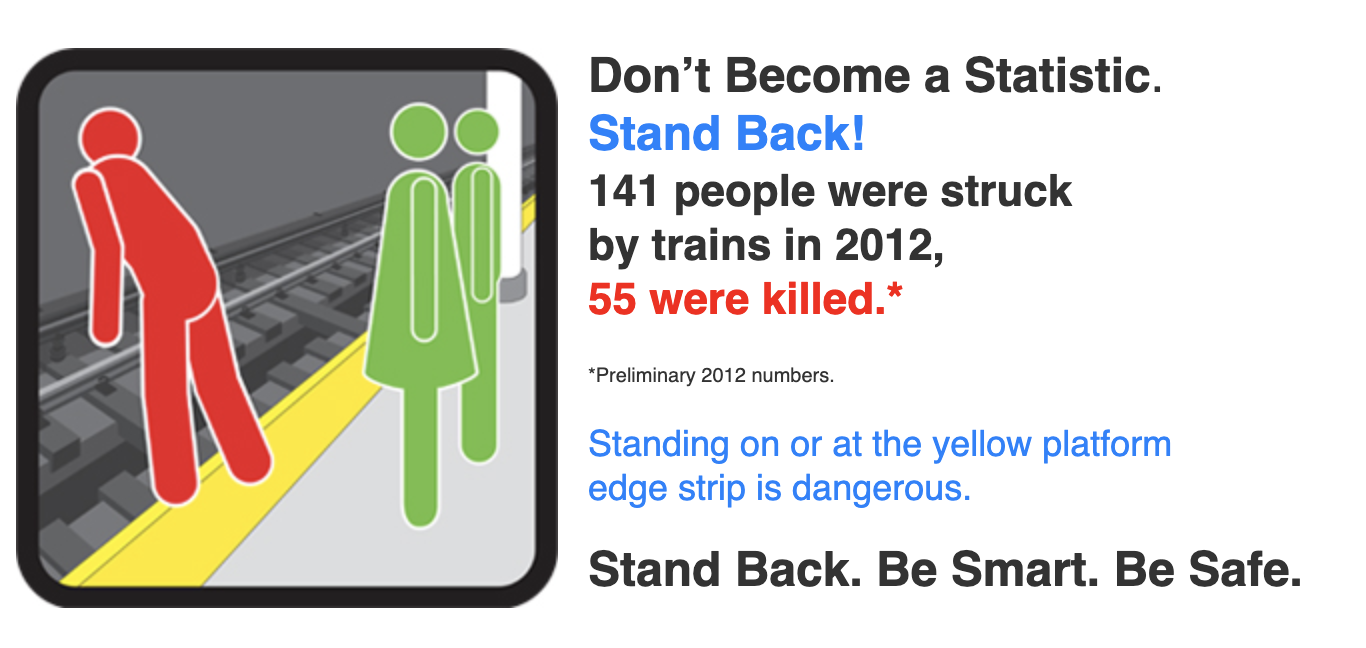 Don’t Become a Statistic.
Stand Back!
141 people were struck
by trains in 2012,
55 were killed.*
*Preliminary 2012 numbers.
Standing on or at the yellow platform
edge strip is dangerous.
Stand Back. Be Smart. Be Safe.